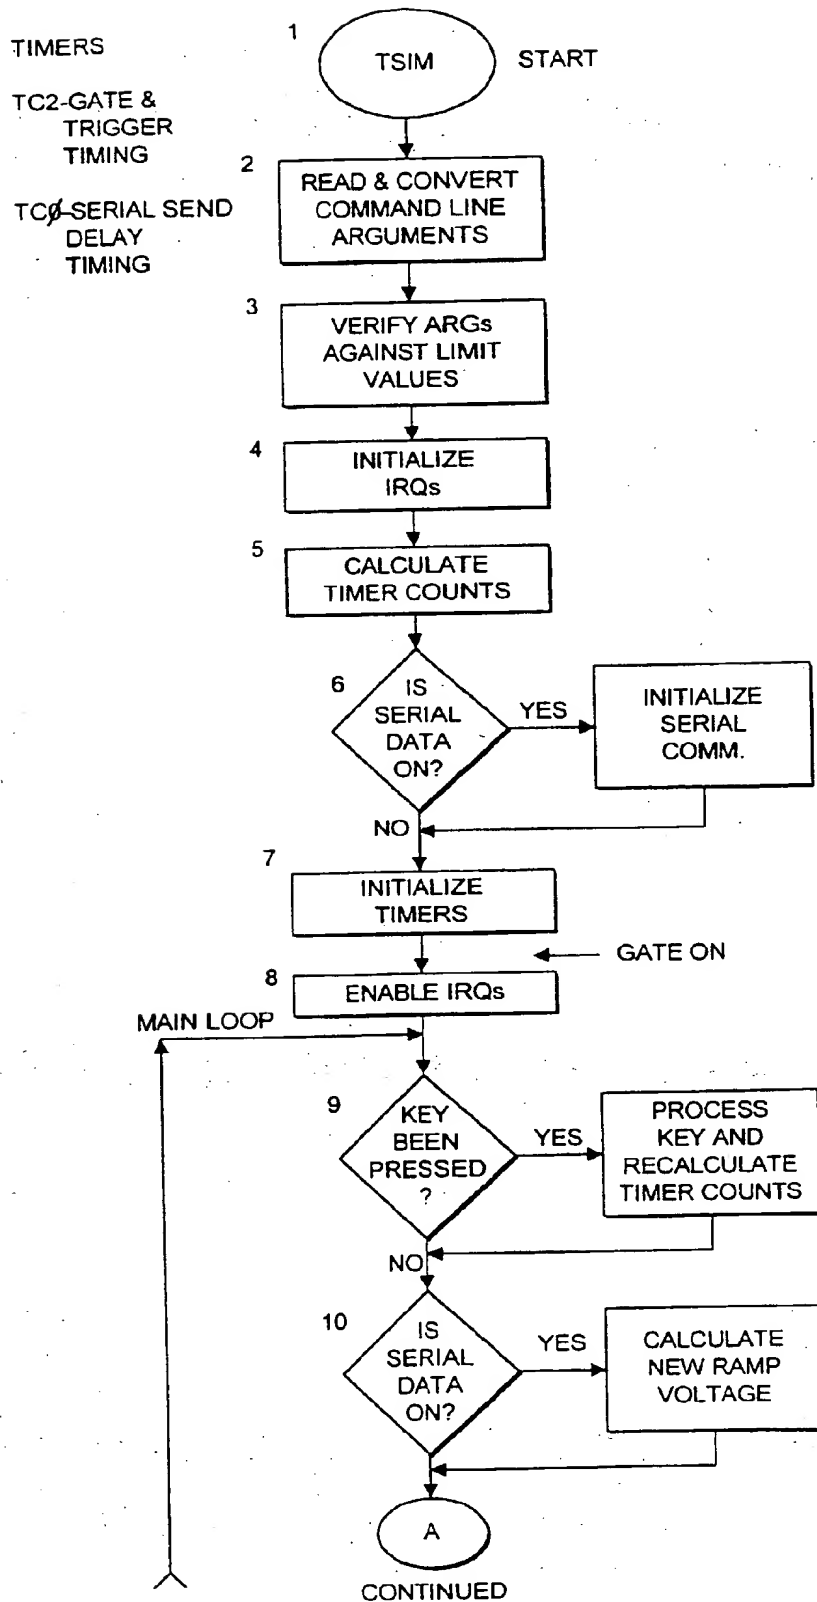 TIMERS
TC2-GATE &
TRIGGER
TIMING
TCØ-SERIAL SEND
DELAY
TIMING
1
TSIM
START
2
READ & CONVERT
COMMAND LINE
ARGUMENTS
3
VERIFY ARGs
AGAINST LIMIT
VALUES
4
INITIALIZE
IRQs
5
CALCULATE
TIMER COUNTS
6
IS
SERIAL
DATA
ON?
YES
INITIALIZE
SERIAL
COMM.
NO
7
INITIALIZE
TIMERS
GATE ON
8
ENABLE IRQs
MAIN LOOP
9
KEY
BEEN
PRESSED
?
YES
PROCESS
KEY AND
RECALCULATE
TIMER COUNTS
NO
10
IS
SERIAL
DATA
ON?
YES
CALCULATE
NEW RAMP
VOLTAGE
A
CONTINUED